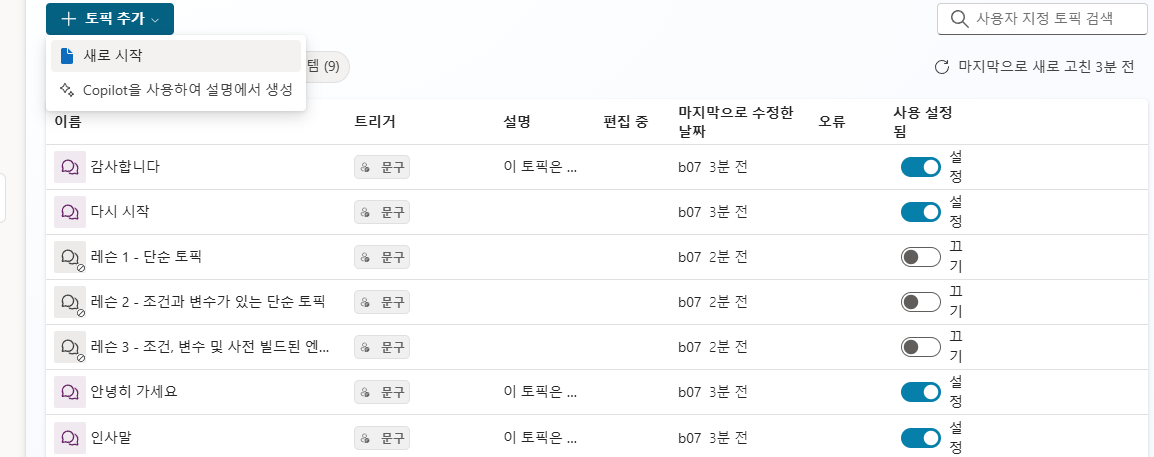 토픽 추가
사용자 지정 토픽 검색
새로 시작
템 (9)
마지막으로 새로 고친 3분 전
Copilot을 사용하여 설명에서 생성
이름 트리거 설명 편집 중 마지막으로 수정한 날짜 오류 사용 설정됨
감사합니다 문구 이 토픽은 ... b07 3분 전 설정
다시 시작 문구 b07 3분 전 설정
레슨 1 - 단순 토픽 문구 b07 2분 전 끄기
레슨 2 - 조건과 변수가 있는 단순 토픽 문구 b07 2분 전 끄기
레슨 3 - 조건, 변수 및 사전 빌드된 엔... 문구 b07 2분 전 끄기
안녕히 가세요 문구 이 토픽은 ... b07 3분 전 설정
인사말 문구 이 토픽은 ... b07 3분 전 설정